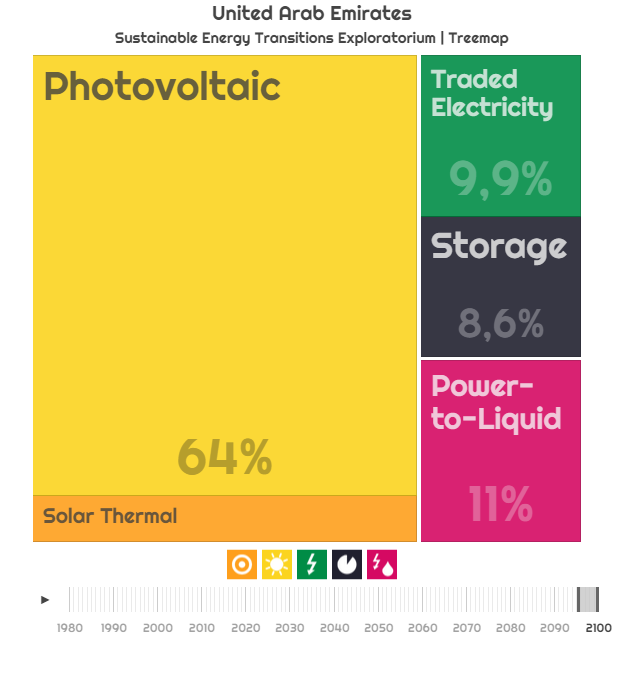 United Arab Emirates
Sustainable Energy Transitions Exploratorium | Treemap
Photovoltaic
64%
Solar Thermal
Traded
Electricity
9,9%
Storage
8,6%
Power-
to-Liquid
11%
1980 1990 2000 2010 2020 2030 2040 2050 2060 2070 2080 2090 2100